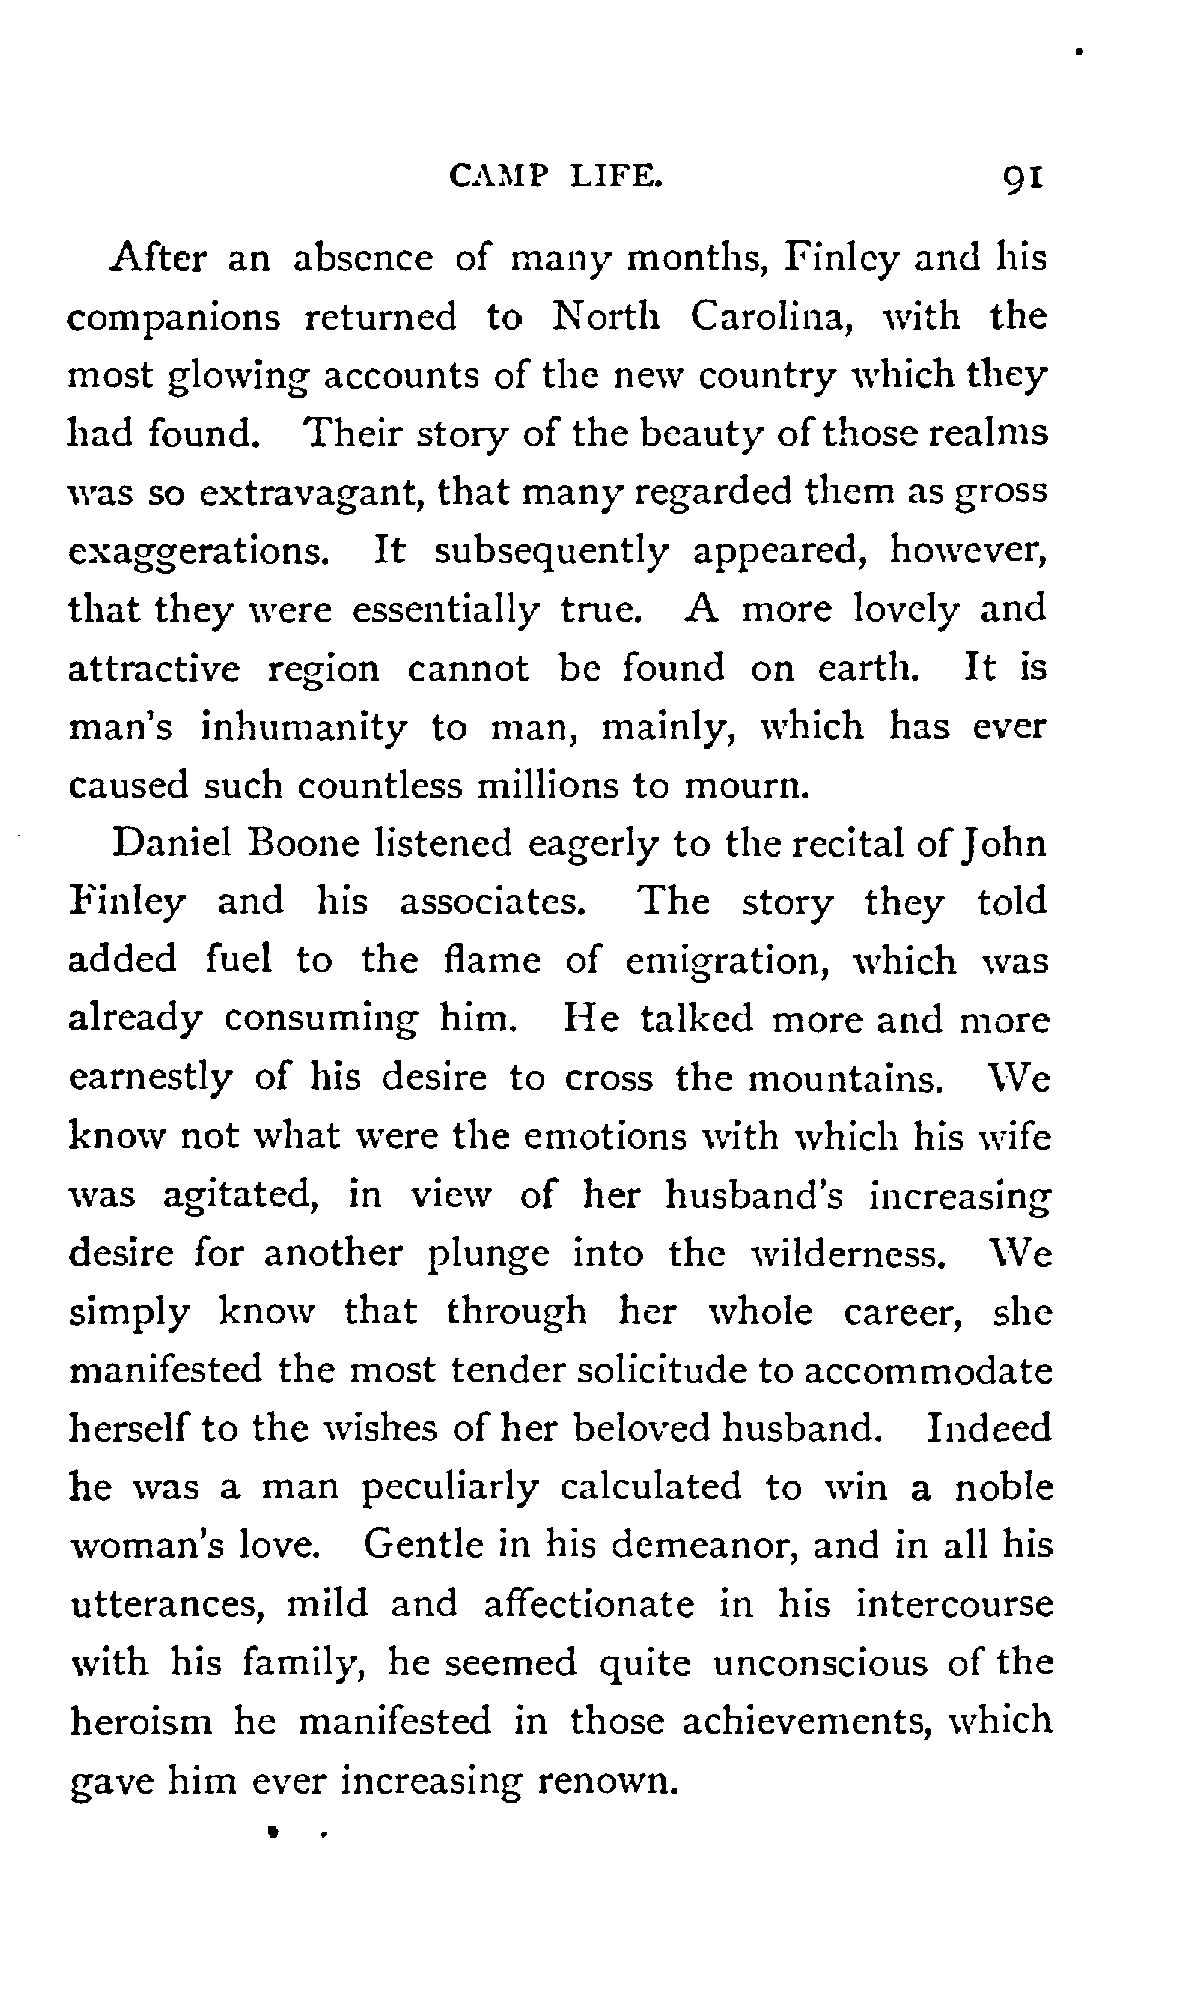 CAMP LIFE. 91
After an absence of many months, Finley and his
companions returned to North Carolina, with the
most glowing accounts of the new country which they
had found. Their story of the beauty of those realms
was so extravagant, that many regarded them as gross
exaggerations. It subsequently appeared, however,
that they were essentially true. A more lovely and
attractive region cannot be found on earth. It is
man's inhumanity to man, mainly, which has ever
caused such countless millions to mourn.
Daniel Boone listened eagerly to the recital of John
Finley and his associates. The story they told
added fuel to the flame of emigration, which was
already consuming him. He talked more and more
earnestly of his desire to cross the mountains. We
know not what were the emotions with which his wife
was agitated, in view of her husband's increasing
desire for another plunge into the wilderness. We
simply know that through her whole career, she
manifested the most tender solicitude to accommodate
herself to the wishes of her beloved husband. Indeed
he was a man peculiarly calculated to win a noble
woman's love. Gentle in his demeanor, and in all his
utterances, mild and affectionate in his intercourse
with his family, he seemed quite unconscious of the
heroism he manifested in those achievements, which
gave him ever increasing renown.